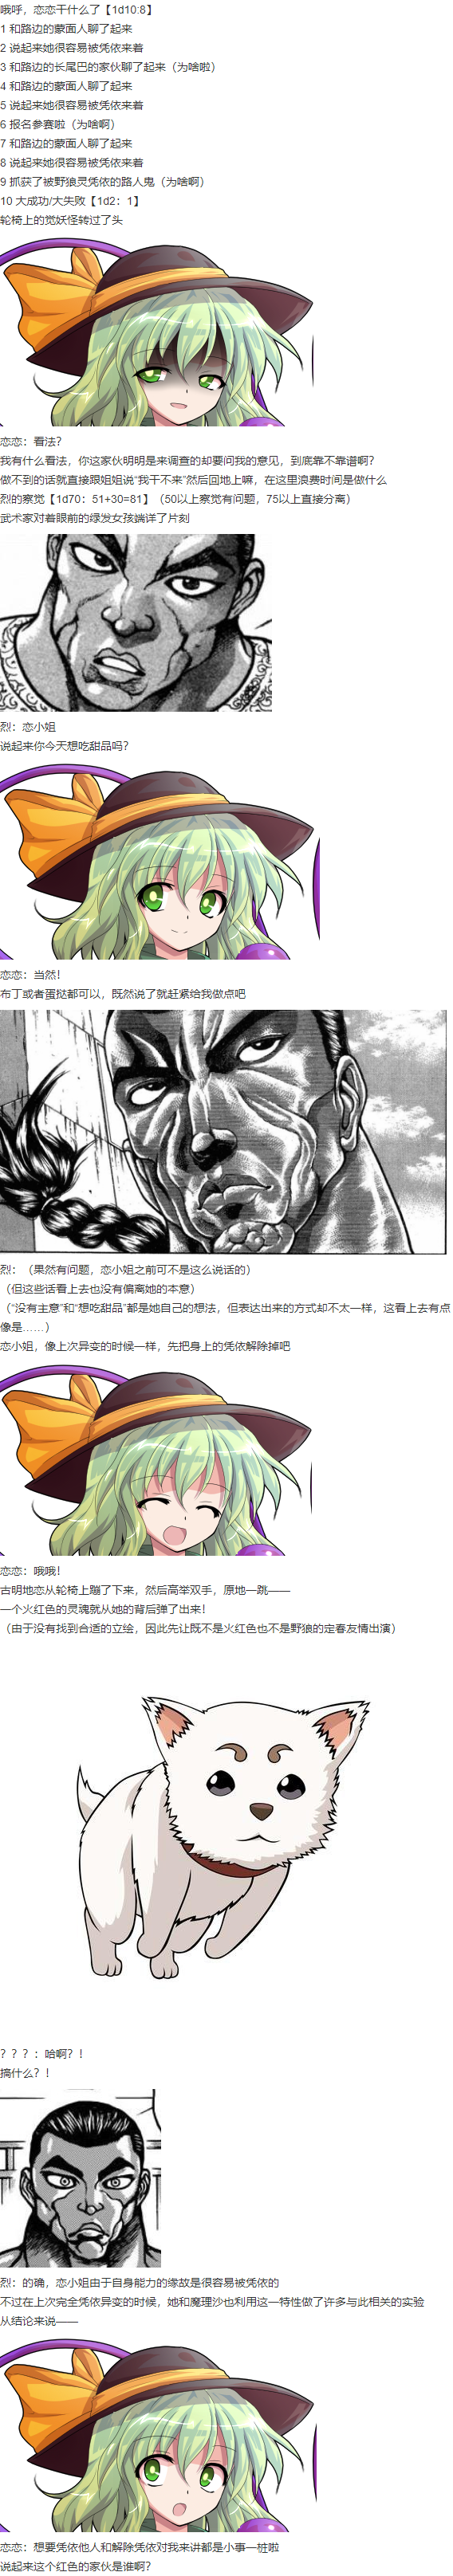 哦呼，恋恋干什么了【1d10:8】
1 和路边的蒙面人聊了起来
2 说起来她很容易被凭依来着
3 和路边的长尾巴的家伙聊了起来（为啥啦）
4 和路边的蒙面人聊了起来
5 说起来她很容易被凭依来着
6 报名参赛啦（为啥啊）
7 和路边的蒙面人聊了起来
8 说起来她很容易被凭依来着
9 抓获了被野狼灵凭依的路人鬼（为啥啊）
10 大成功/大失败【1d2：1】
轮椅上的觉妖怪转过了头
恋恋：看法？
我有什么看法，你这家伙明明是来调查的却要问我的意见，到底靠不靠谱啊？
做不到的话就直接跟姐姐说“我干不来”然后回地上嘛，在这里浪费时间是做什么
烈的察觉【1d70：51+30=81】（50以上察觉有问题，75以上直接分离）
武术家对着眼前的绿发女孩端详了片刻
烈：恋小姐
说起来你今天想吃甜品吗？
恋恋：当然！
布丁或者蛋挞都可以，既然说了就赶紧给我做点吧
烈：（果然有问题，恋小姐之前可不是这么说话的）
（但这些话看上去也没有偏离她的本意）
（“没有主意”和“想吃甜品”都是她自己的想法，但表达出来的方式却不太一样，这看上去有点
像是……）
恋小姐，像上次异变的时候一样，先把身上的凭依解除掉吧
恋恋：哦哦！
古明地恋从轮椅上蹦了下来，然后高举双手，原地一跳——
一个火红色的灵魂就从她的背后弹了出来！
（由于没有找到合适的立绘，因此先让既不是火红色也不是野狼的定春友情出演）
？？？：哈啊？！
搞什么？！
烈：的确，恋小姐由于自身能力的缘故是很容易被凭依的
不过在上次完全凭依异变的时候，她和魔理沙也利用这一特性做了许多与此相关的实验
从结论来说——
恋恋：想要凭依他人和解除凭依对我来讲都是小事一桩啦
说起来这个红色的家伙是谁啊？